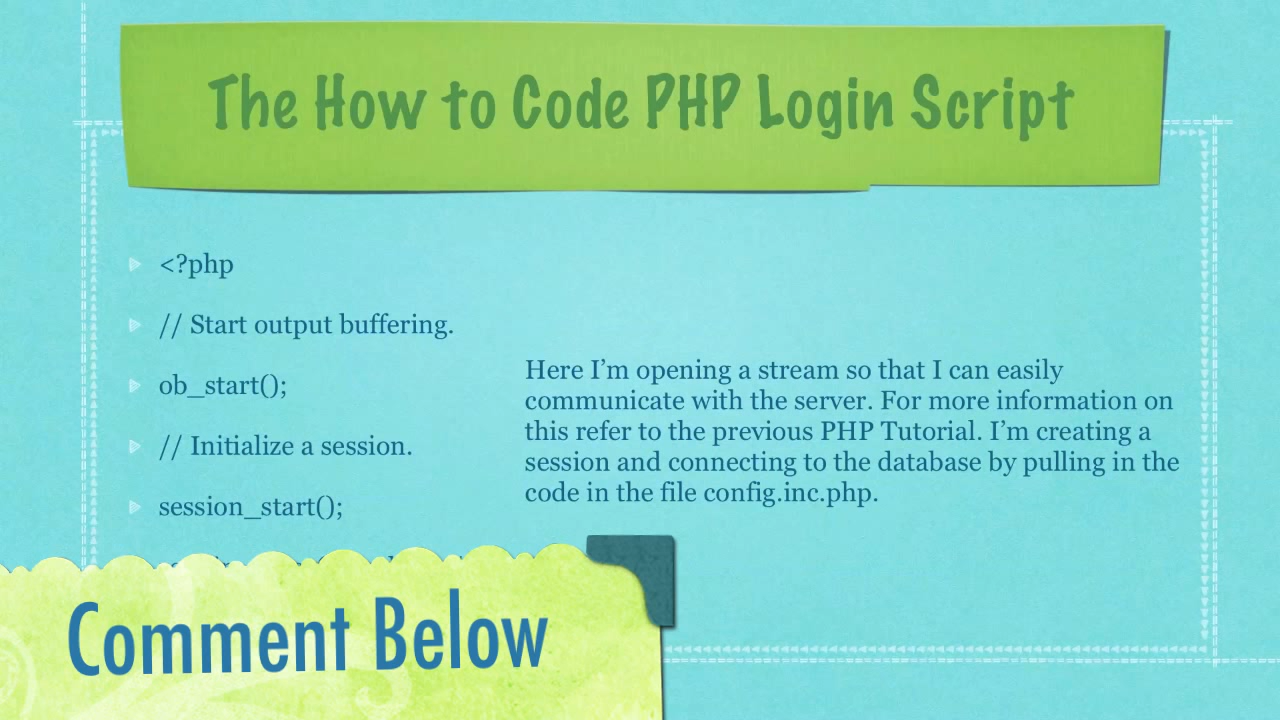 The How to Code PHP Login Script
<?php
// Start output buffering.
ob_start();
// Initialize a session.
session_start();
Here I’m opening a stream so that I can easily
communicate with the server. For more information on
this refer to the previous PHP Tutorial. I’m creating a
session and connecting to the database by pulling in the
code in the file config.inc.php.
Comment Below